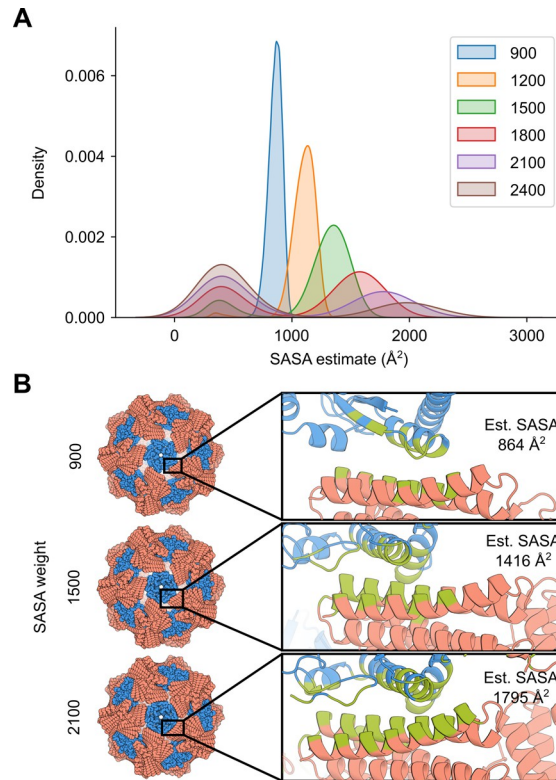 A
0.006
0.004
0.002
0.000
Density
0
1000
2000
3000
SASA estimate (Å²)
900
1200
1500
1800
2100
2400
B
SASA weight
900
Est. SASA
864 Å²
1500
Est. SASA
1416 Å²
2100
Est. SASA
1795 Å²